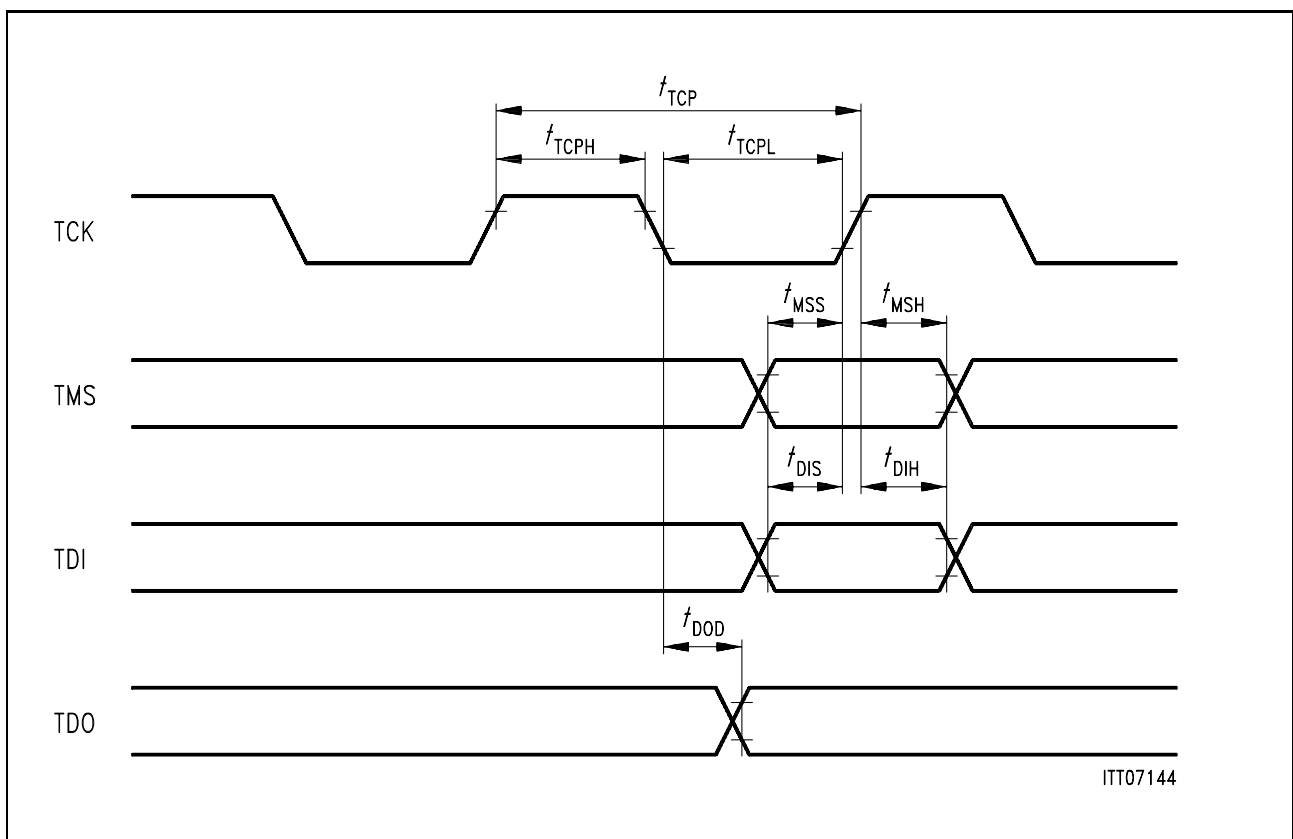 tTCP
tTCPH tTCPL
TCK
tMSS tMSH
TMS
tDIS tDIH
TDI
tDOD
TDO
ITT07144